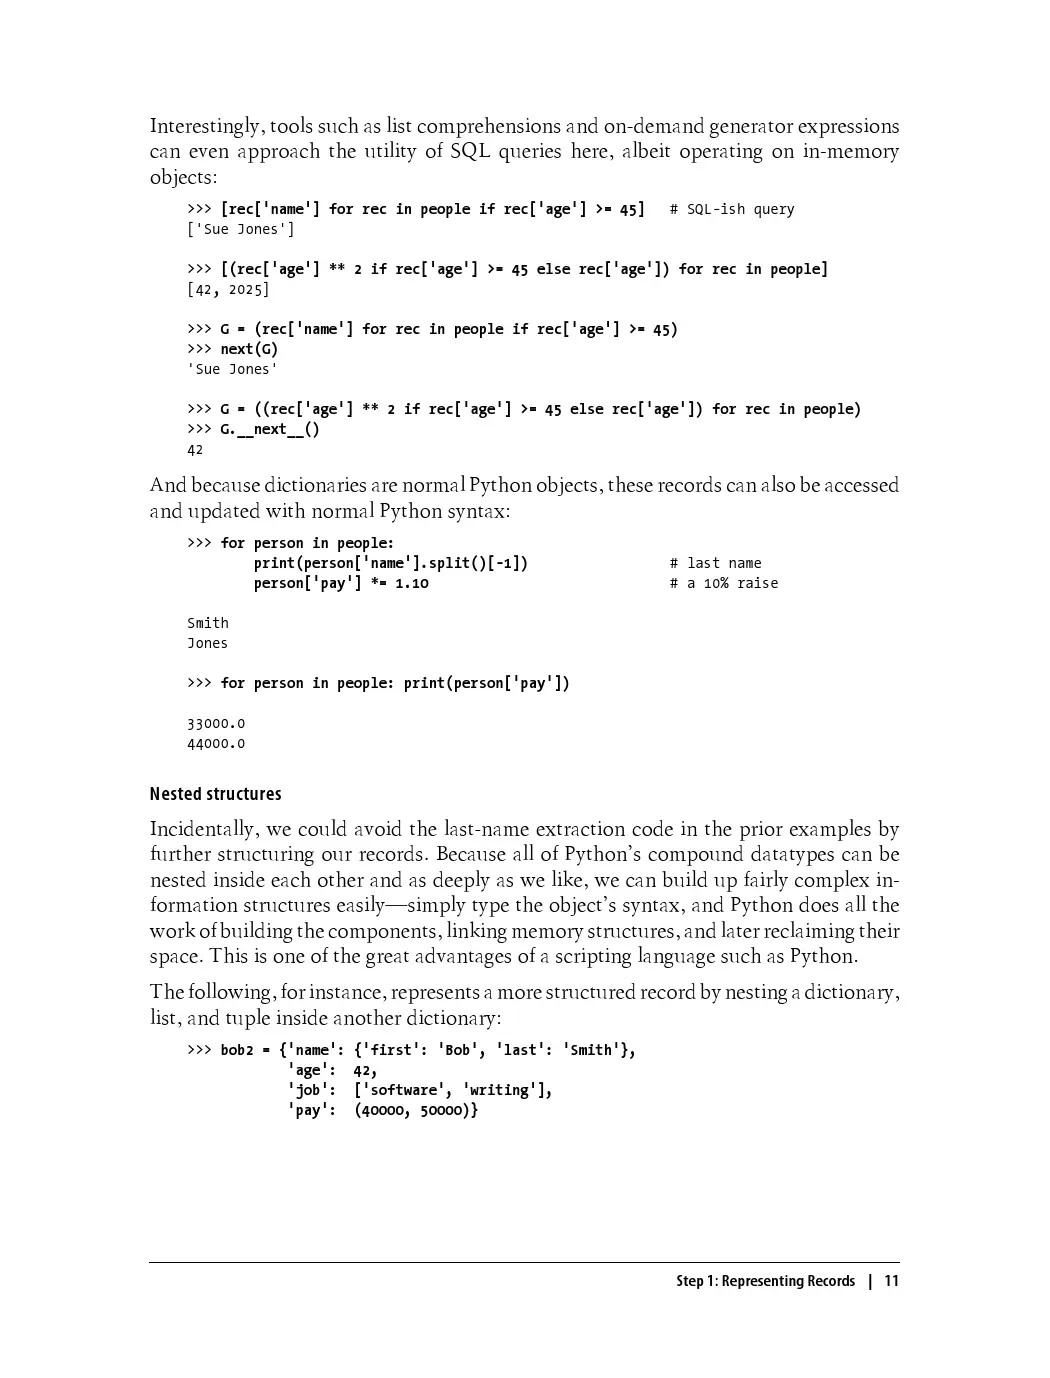 Interestingly, tools such as list comprehensions and on-demand generator expressions
can even approach the utility of SQL queries here, albeit operating on in-memory
objects:
>>> [rec['name'] for rec in people if rec['age'] >= 45]   # SQL-ish query
['Sue Jones']
>>> [(rec['age'] ** 2 if rec['age'] >= 45 else rec['age']) for rec in people]
[42, 2025]
>>> G = (rec['name'] for rec in people if rec['age'] >= 45)
>>> next(G)
'Sue Jones'
>>> G = ((rec['age'] ** 2 if rec['age'] >= 45 else rec['age']) for rec in people)
>>> G.__next__()
42
And because dictionaries are normal Python objects, these records can also be accessed
and updated with normal Python syntax:
>>> for person in people:
        print(person['name'].split()[-1])                 # last name
        person['pay'] *= 1.10                             # a 10% raise
Smith
Jones
>>> for person in people: print(person['pay'])
33000.0
44000.0
Nested structures
Incidentally, we could avoid the last-name extraction code in the prior examples by
further structuring our records. Because all of Python's compound datatypes can be
nested inside each other and as deeply as we like, we can build up fairly complex in-
formation structures easily—simply type the object's syntax, and Python does all the
work of building the components, linking memory structures, and later reclaiming their
space. This is one of the great advantages of a scripting language such as Python.
The following, for instance, represents a more structured record by nesting a dictionary,
list, and tuple inside another dictionary:
>>> bob2 = {'name': {'first': 'Bob', 'last': 'Smith'},
            'age':  42,
            'job':  ['software', 'writing'],
            'pay':  (40000, 50000)}
Step 1: Representing Records | 11